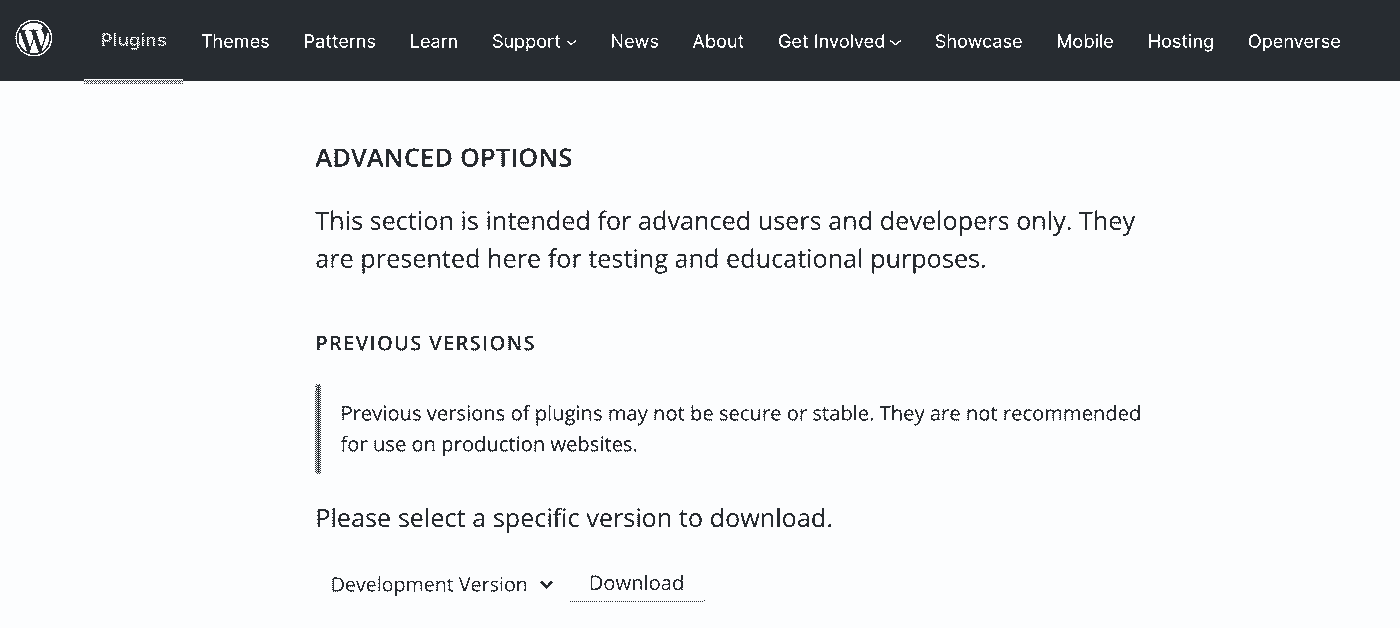 Plugins Themes Patterns Learn Support News About Get Involved Showcase Mobile Hosting Openverse
ADVANCED OPTIONS
This section is intended for advanced users and developers only. They
are presented here for testing and educational purposes.
PREVIOUS VERSIONS
Previous versions of plugins may not be secure or stable. They are not recommended
for use on production websites.
Please select a specific version to download.
Development Version Download